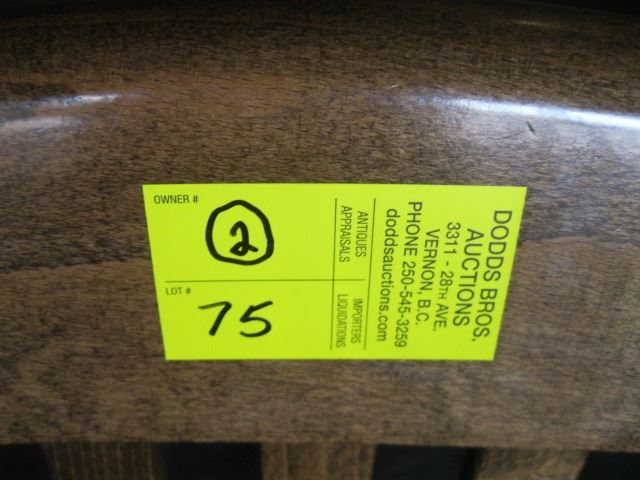 OWNER #
2
LOT #
75
ANTIQUES
APPRAISALS
IMPORTERS
LIQUIDATIONS
DODDS BROS.
AUCTIONS
3311 - 28TH AVE.
VERNON, B.C.
PHONE 250-545-3259
doddsauctions.com